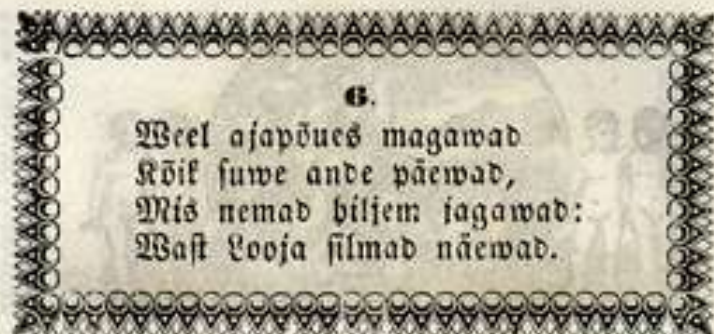 6.
Weel ajapõues magawad
Kõik suwe ande päewad,
Mis nemad hiljem jagawad:
Wast Looja silmad näewad.